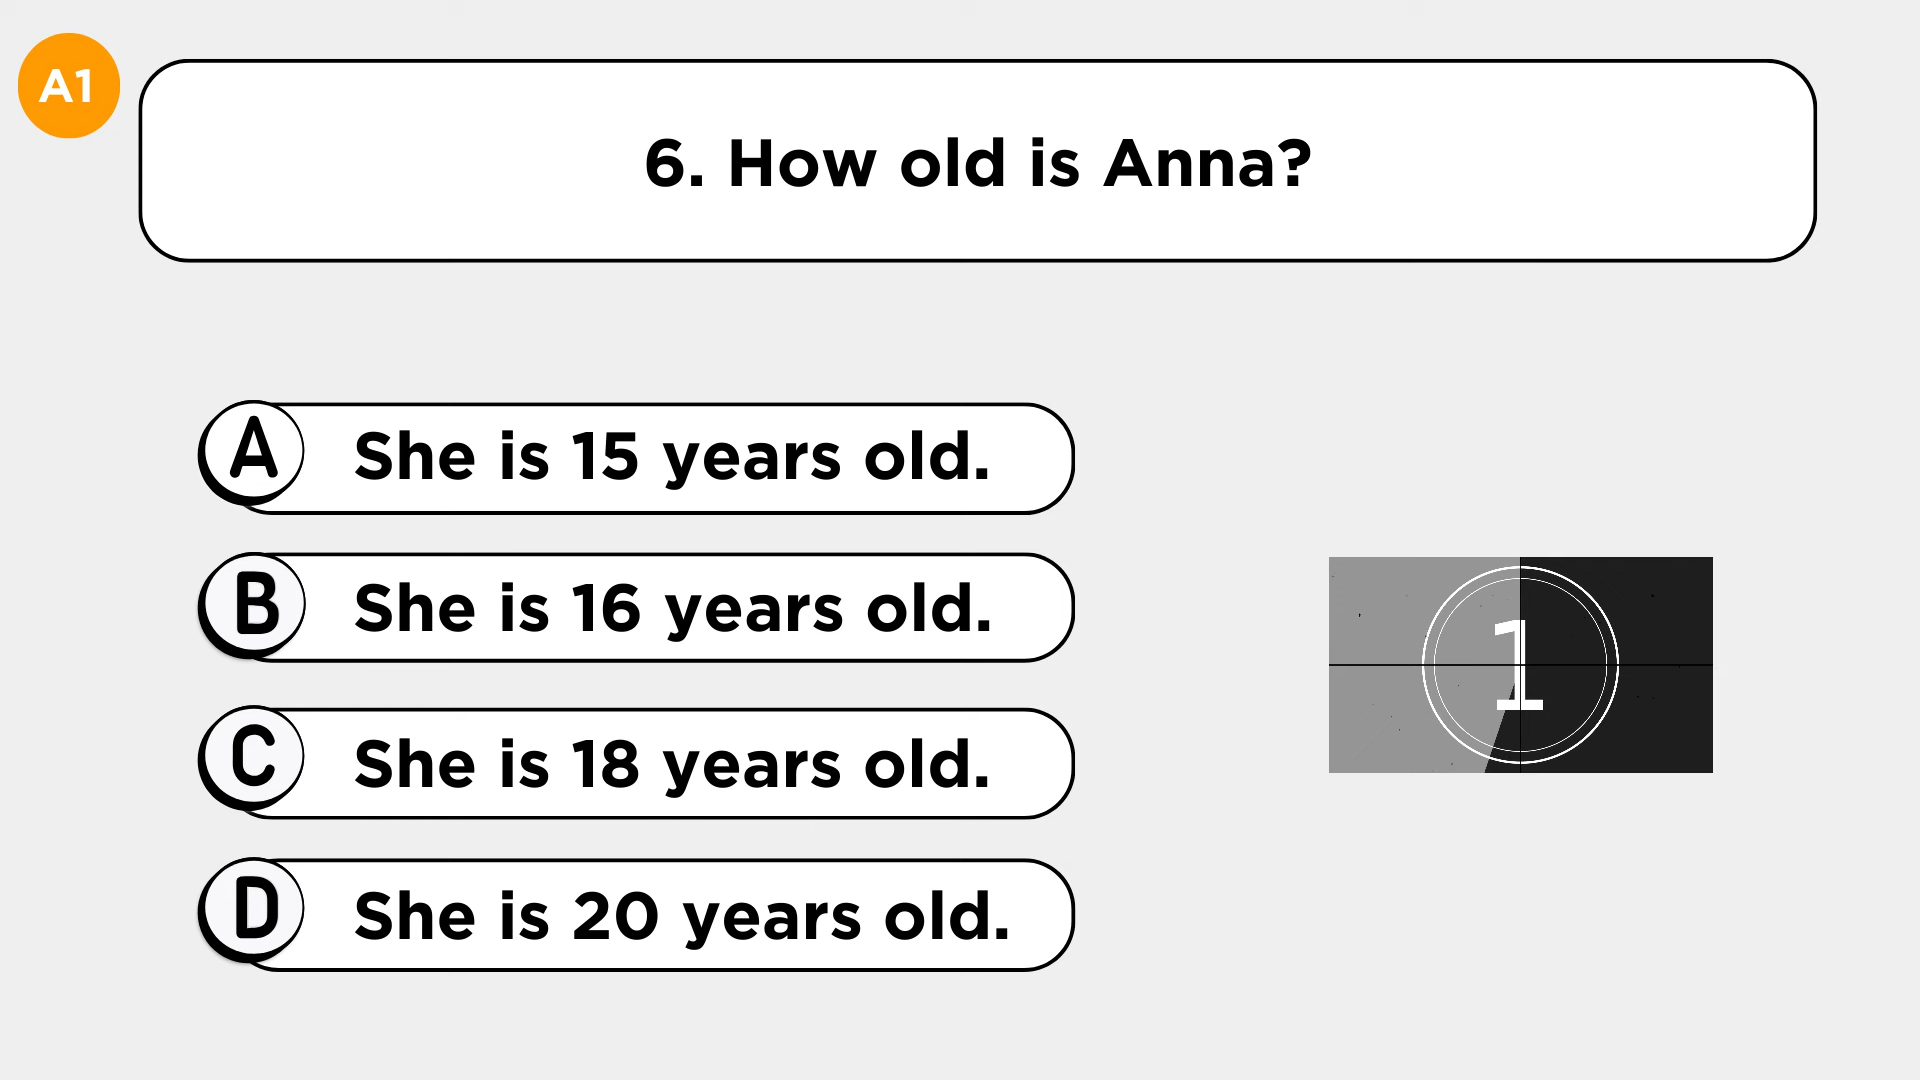 A1
6. How old is Anna?
A She is 15 years old.
B She is 16 years old.
C She is 18 years old.
D She is 20 years old.
1